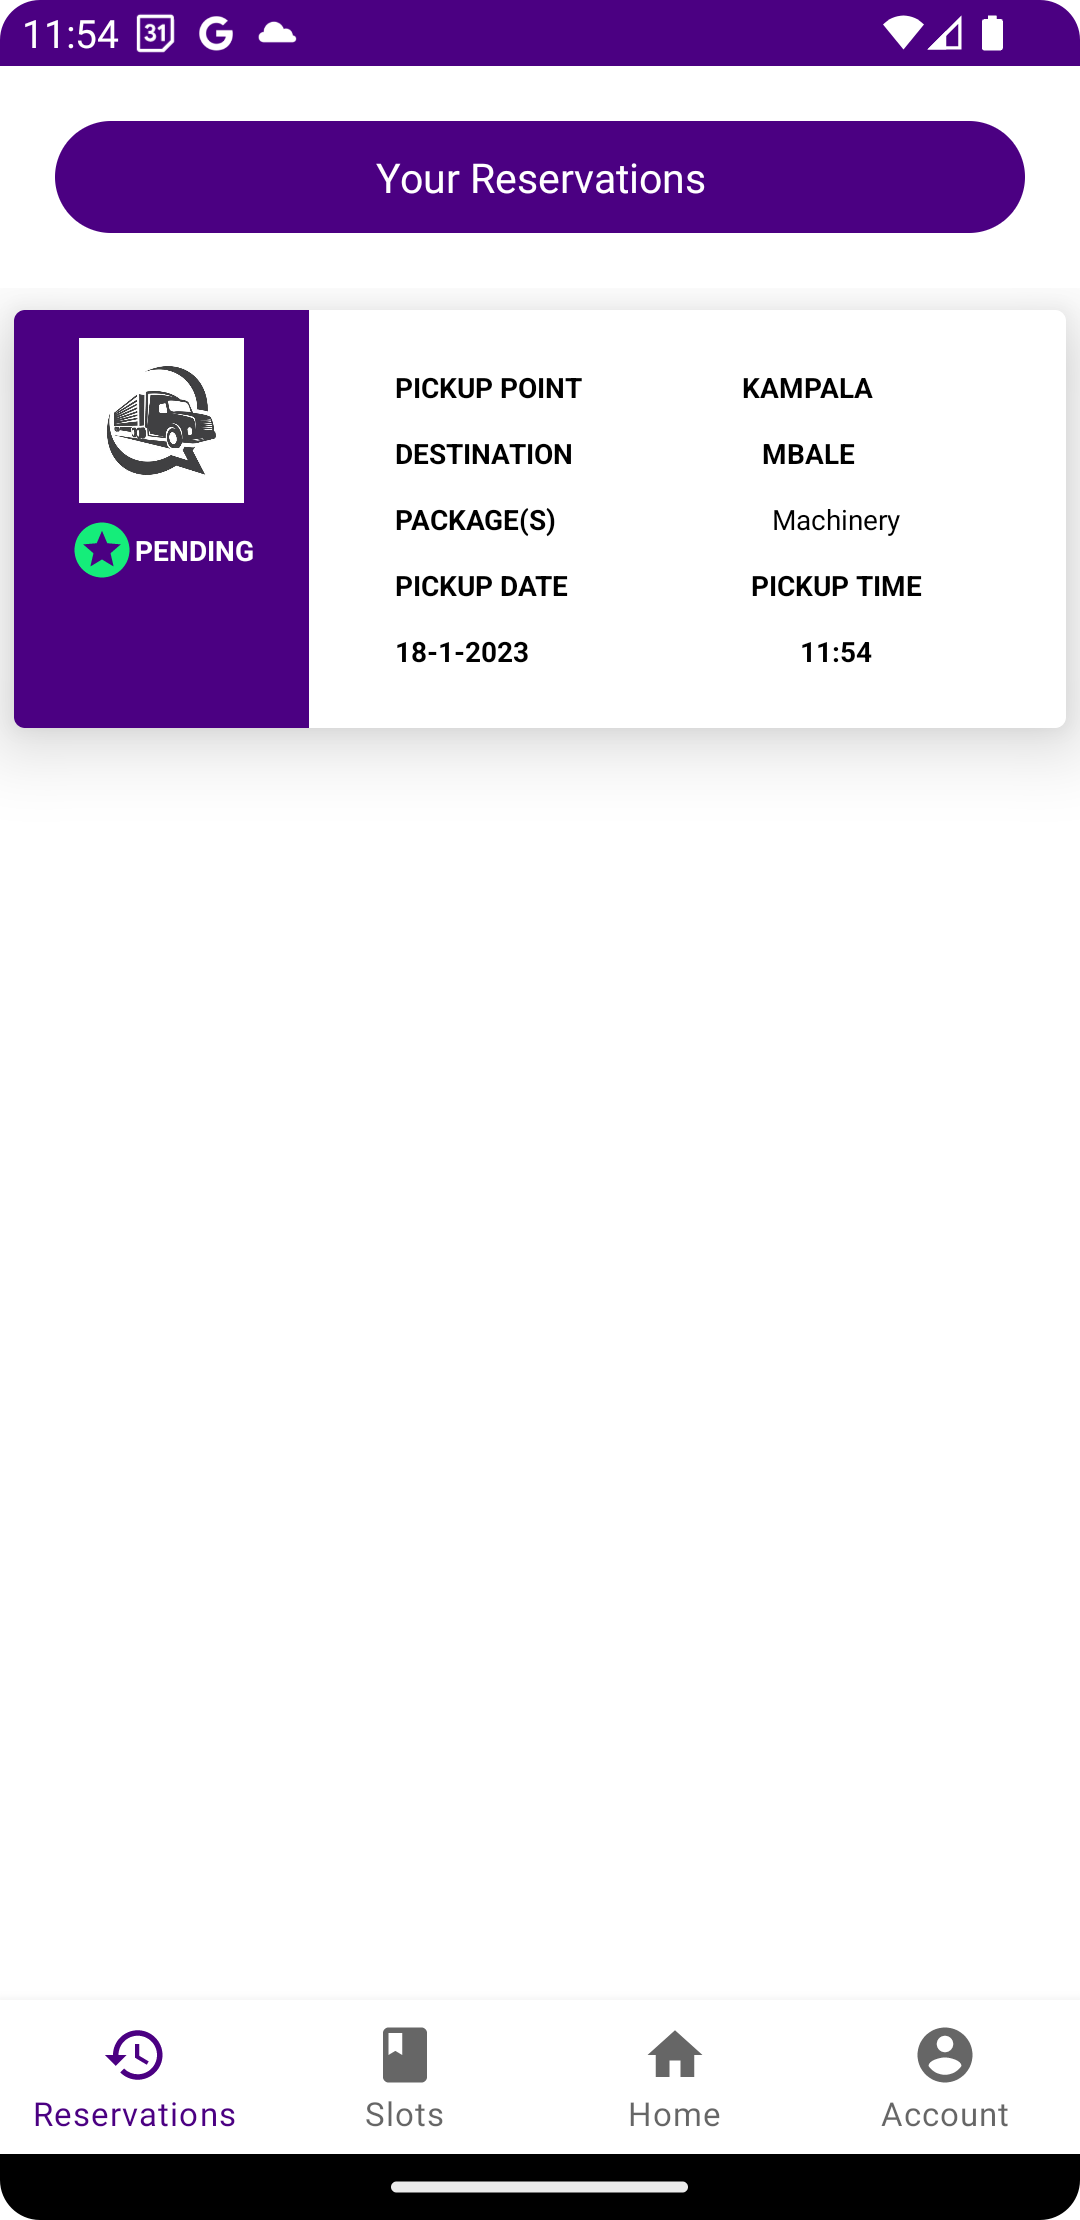 11:54 31 G
Your Reservations
PICKUP POINT KAMPALA
DESTINATION MBALE
PACKAGE(S) Machinery
PENDING
PICKUP DATE PICKUP TIME
18-1-2023 11:54
Reservations Slots Home Account